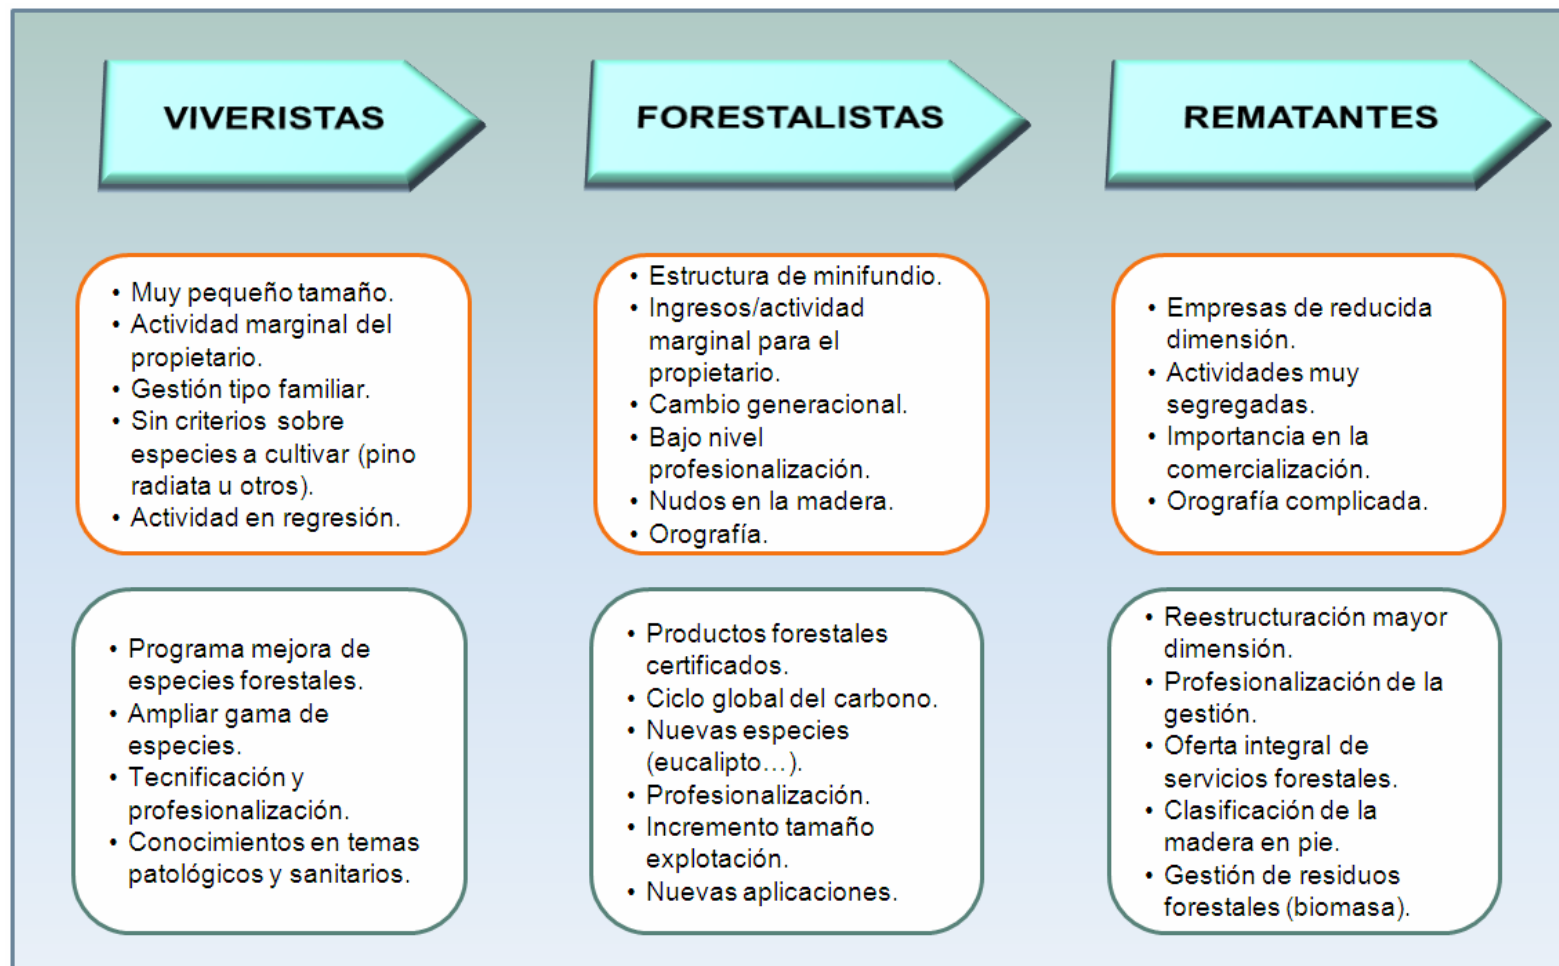 VIVERISTAS
FORESTALISTAS
REMATANTES
• Muy pequeño tamaño.
• Actividad marginal del
propietario.
• Gestión tipo familiar.
• Sin criterios sobre
especies a cultivar (pino
radiata u otros).
• Actividad en regresión.
• Estructura de minifundio.
• Ingresos/actividad
marginal para el
propietario.
• Cambio generacional.
• Bajo nivel
profesionalización.
• Nudos en la madera.
• Orografía.
• Empresas de reducida
dimensión.
• Actividades muy
segregadas.
• Importancia en la
comercialización.
• Orografía complicada.
• Programa mejora de
especies forestales.
• Ampliar gama de
especies.
• Tecnificación y
profesionalización.
• Conocimientos en temas
patológicos y sanitarios.
• Productos forestales
certificados.
• Ciclo global del carbono.
• Nuevas especies
(eucalipto…).
• Profesionalización.
• Incremento tamaño
explotación.
• Nuevas aplicaciones.
• Reestructuración mayor
dimensión.
• Profesionalización de la
gestión.
• Oferta integral de
servicios forestales.
• Clasificación de la
madera en pie.
• Gestión de residuos
forestales (biomasa).